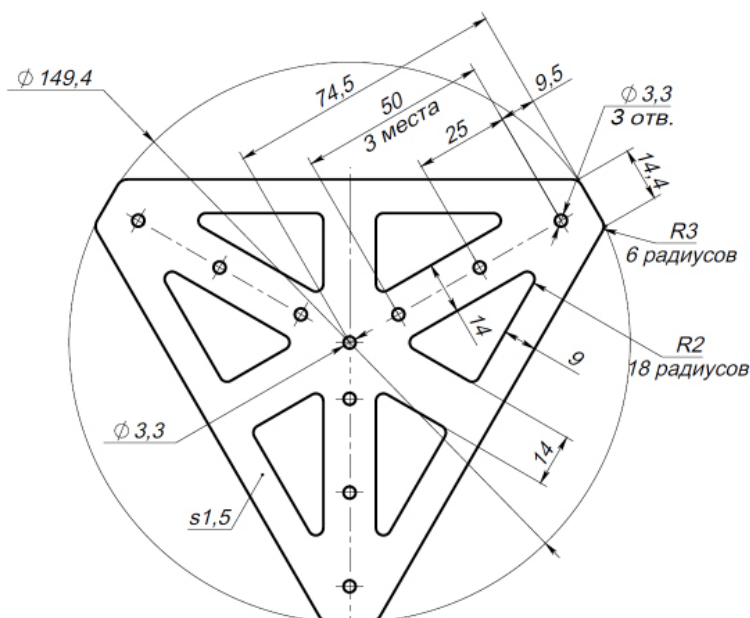 ⌀ 149,4
74,5
50
3 места
25
9,5
⌀ 3,3
3 отв.
14,4
R3
6 радиусов
14
9
R2
18 радиусов
⌀ 3,3
14
s1,5